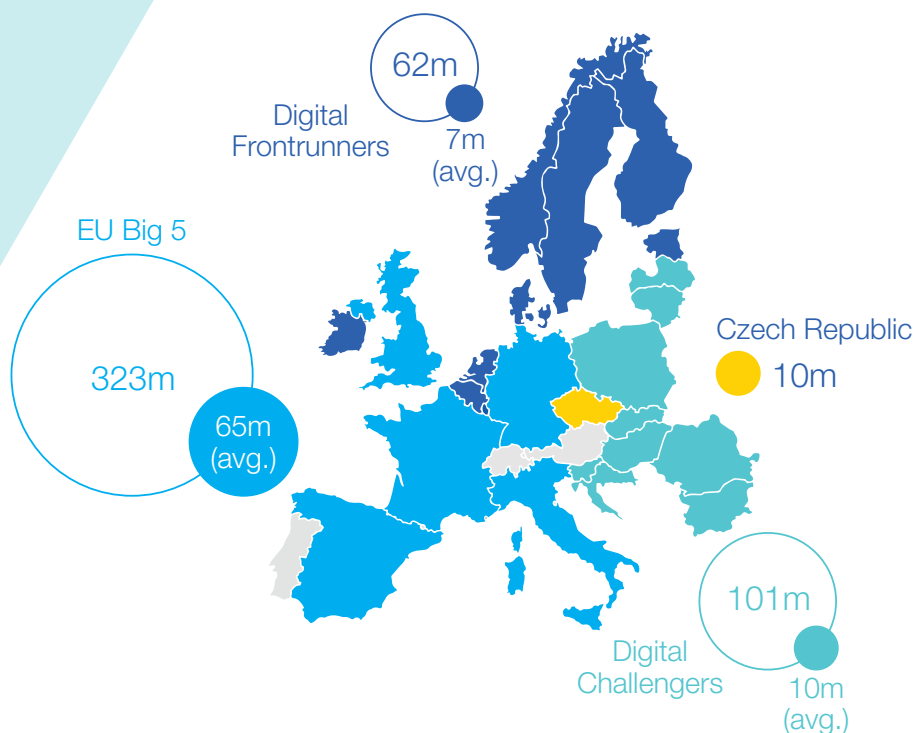 62m
Digital
Frontrunners
7m
(avg.)
EU Big 5
323m
65m
(avg.)
Czech Republic
10m
101m
Digital
Challengers
10m
(avg.)